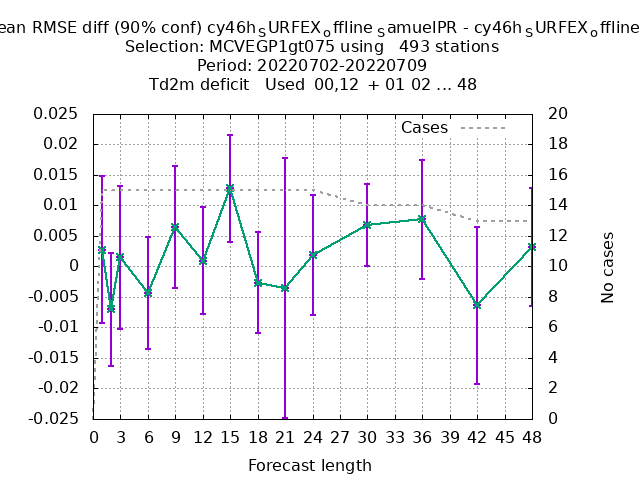 ean RMSE diff (90% conf) cy46h_SURFEX_offline_samuelPR - cy46h_SURFEX_offline
Selection: MCVEGP1gt075 using 493 stations
Period: 20220702-20220709
Td2m deficit Used 00,12 + 01 02 ... 48
Cases
0.025
0.02
0.015
0.01
0.005
0
-0.005
-0.01
-0.015
-0.02
-0.025
20
18
16
14
12
10
8
6
4
2
0
No cases
0 3 6 9 12 15 18 21 24 27 30 33 36 39 42 45 48
Forecast length